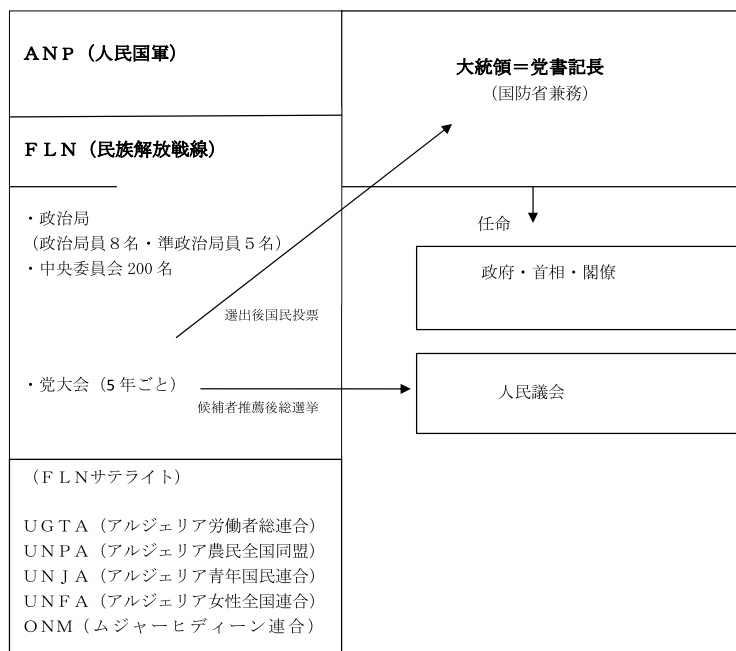 ＡＮＰ（人民国軍）
大統領＝党書記長
（国防省兼務）
ＦＬＮ（民族解放戦線）
・政治局
（政治局員８名・準政治局員５名）
・中央委員会 200 名
任命
政府・首相・閣僚
選出後国民投票
・党大会（5 年ごと）
候補者推薦後総選挙
人民議会
（ＦＬＮサテライト）
ＵＧＴＡ（アルジェリア労働者総連合）
ＵＮＰＡ（アルジェリア農民全国同盟）
ＵＮＪＡ（アルジェリア青年国民連合）
ＵＮＦＡ（アルジェリア女性全国連合）
ＯＮＭ（ムジャーヒディーン連合）